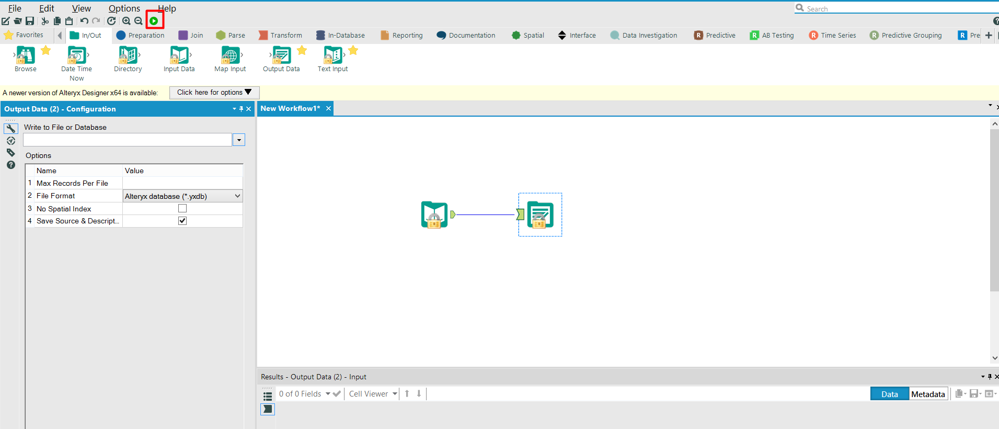 File Edit View Options Help
Search
Favorites In/Out Preparation Join Parse Transform In-Database Reporting Documentation Spatial Interface Data Investigation R Predictive R AB Testing R Time Series R Predictive Grouping R Pre
Browse Date Time Now Directory Input Data Map Input Output Data Text Input
A newer version of Alteryx Designer x64 is available: Click here for options
Output Data (2) - Configuration
New Workflow1*
Write to File or Database
Options
Name Value
1 Max Records Per File
2 File Format Alteryx database (*.yxdb)
3 No Spatial Index
4 Save Source & Descript...
Results - Output Data (2) - Input
0 of 0 Fields Cell Viewer Data Metadata